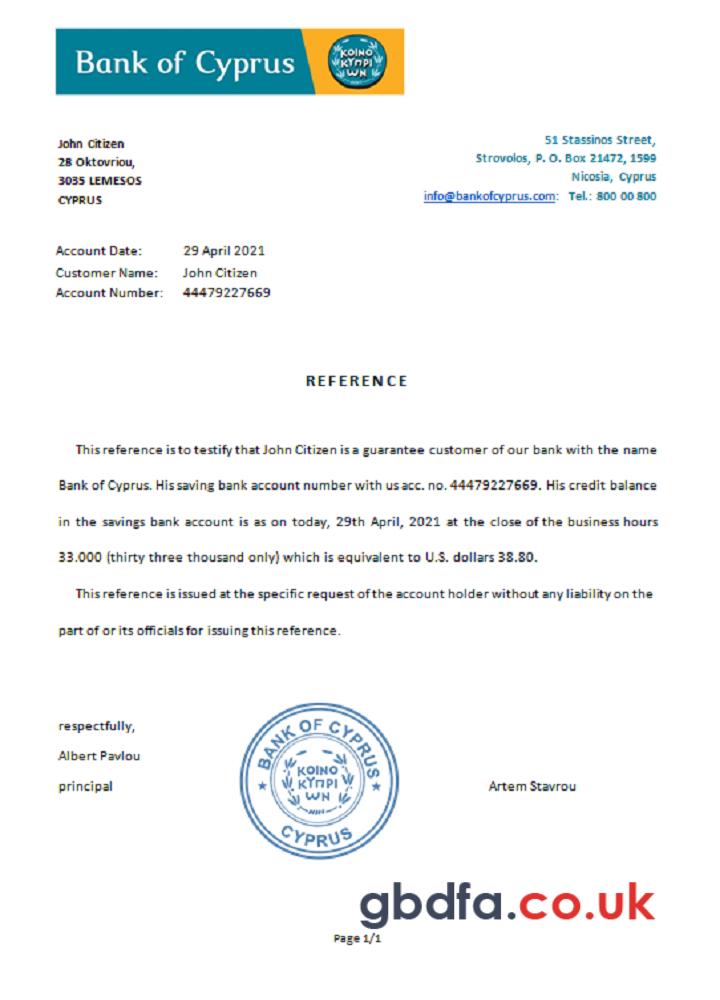 Bank of Cyprus
ΚΟΙΝΟ
ΚΥΠΡΙ
ΩΝ
John Citizen
28 Oktovriou,
3035 LEMESOS
CYPRUS
51 Stassinos Street,
Strovolos, P. O. Box 21472, 1599
Nicosia, Cyprus
info@bankofcyprus.com: Tel.: 800 00 800
Account Date: 29 April 2021
Customer Name: John Citizen
Account Number: 44479227669
REFERENCE
This reference is to testify that John Citizen is a guarantee customer of our bank with the name
Bank of Cyprus. His saving bank account number with us acc. no. 44479227669. His credit balance
in the savings bank account is as on today, 29th April, 2021 at the close of the business hours
33.000 (thirty three thousand only) which is equivalent to U.S. dollars 38.80.
This reference is issued at the specific request of the account holder without any liability on the
part of or its officials for issuing this reference.
respectfully,
Albert Pavlou
principal
BANK OF CYPRUS
ΚΟΙΝΟ
ΚΥΠΡΙ
ΩΝ
CYPRUS
Artem Stavrou
gbdfa.co.uk
Page 1/1